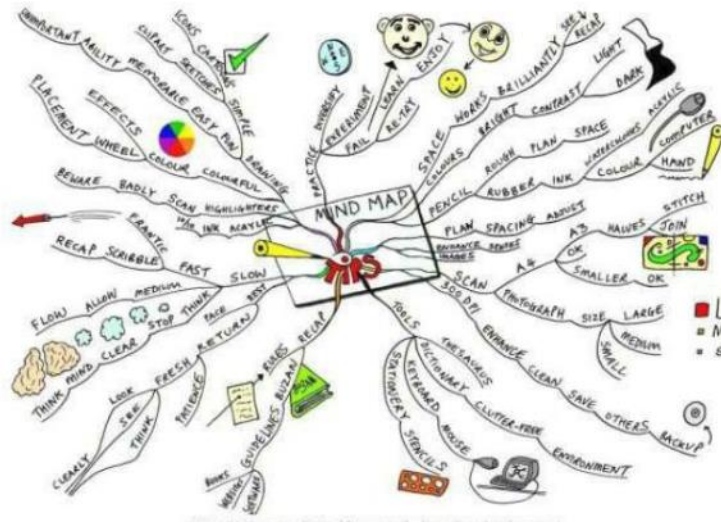 MIND MAP
TIPS
PRACTICE
DIVERSIFY
EXPERIMENT
FAIL
LEARN
ENJOY
RE-TRY
SPACE
WORKS
BRILLIANTLY
SEE
RECAP
COLOURS
BRIGHT
CONTRAST
LIGHT
DARK
PENCIL
ROUGH
PLAN
SPACE
RUBBER
INK
COLOUR
WATERCOLOURS
ACRYLIC
COMPUTER
HAND
PLAN
SPACING
ADJUST
ENHANCE
IMAGES
SCAN
A4
A3
HALVES
STITCH
JOIN
OK
SMALLER
OK
PHOTOGRAPH
SIZE
LARGE
MEDIUM
SMALL
L
M
S
300 DPI
ENHANCE
CLEAN
SAVE
OTHERS
BACKUP
TOOLS
THESAURUS
DICTIONARY
CLUTTER-FREE
ENVIRONMENT
KEYBOARD
MOUSE
STATIONERY
STENCILS
RECAP
RULES
BUZAN
GUIDELINES
BOOKS
WEBSITE
SOFTWARE
SLOW
PACE
BEST
RETURN
PATIENCE
FRESH
LOOK
SEE
THINK
CLEARLY
THINK
STOP
CLEAR
MIND
THINK
MEDIUM
ALLOW
FLOW
FAST
SCRIBBLE
RECAP
FRANTIC
INK
HIGHLIGHTERS
SCAN
BADLY
BEWARE
DRAWING
COLOURFUL
COLOUR
WHEEL
PLACEMENT
EFFECTS
FUN
EASY
MEMORABLE
ABILITY
UNIMPORTANT
SIMPLE
SKETCHES
CLIPART
CARTOONS
ICONS